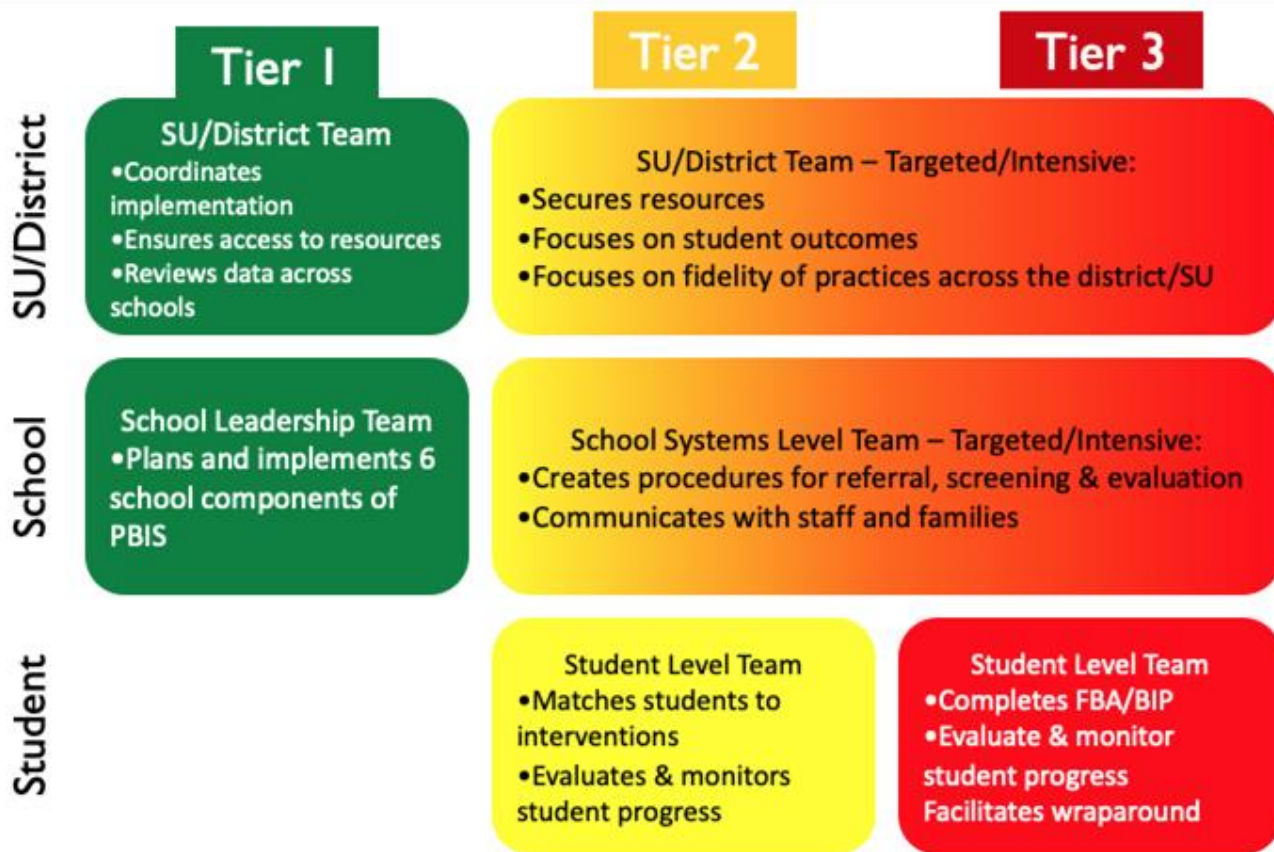 Tier 1
Tier 2
Tier 3
SU/District
SU/District Team
•Coordinates
implementation
•Ensures access to resources
•Reviews data across
schools
SU/District Team – Targeted/Intensive:
•Secures resources
•Focuses on student outcomes
•Focuses on fidelity of practices across the district/SU
School
School Leadership Team
•Plans and implements 6
school components of
PBIS
School Systems Level Team – Targeted/Intensive:
•Creates procedures for referral, screening & evaluation
•Communicates with staff and families
Student
Student Level Team
•Matches students to
interventions
•Evaluates & monitors
student progress
Student Level Team
•Completes FBA/BIP
•Evaluate & monitor
student progress
Facilitates wraparound